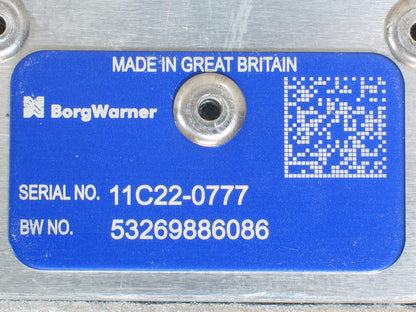 MADE IN GREAT BRITAIN
BorgWarner
SERIAL NO. 11C22-0777
BW NO. 53269886086